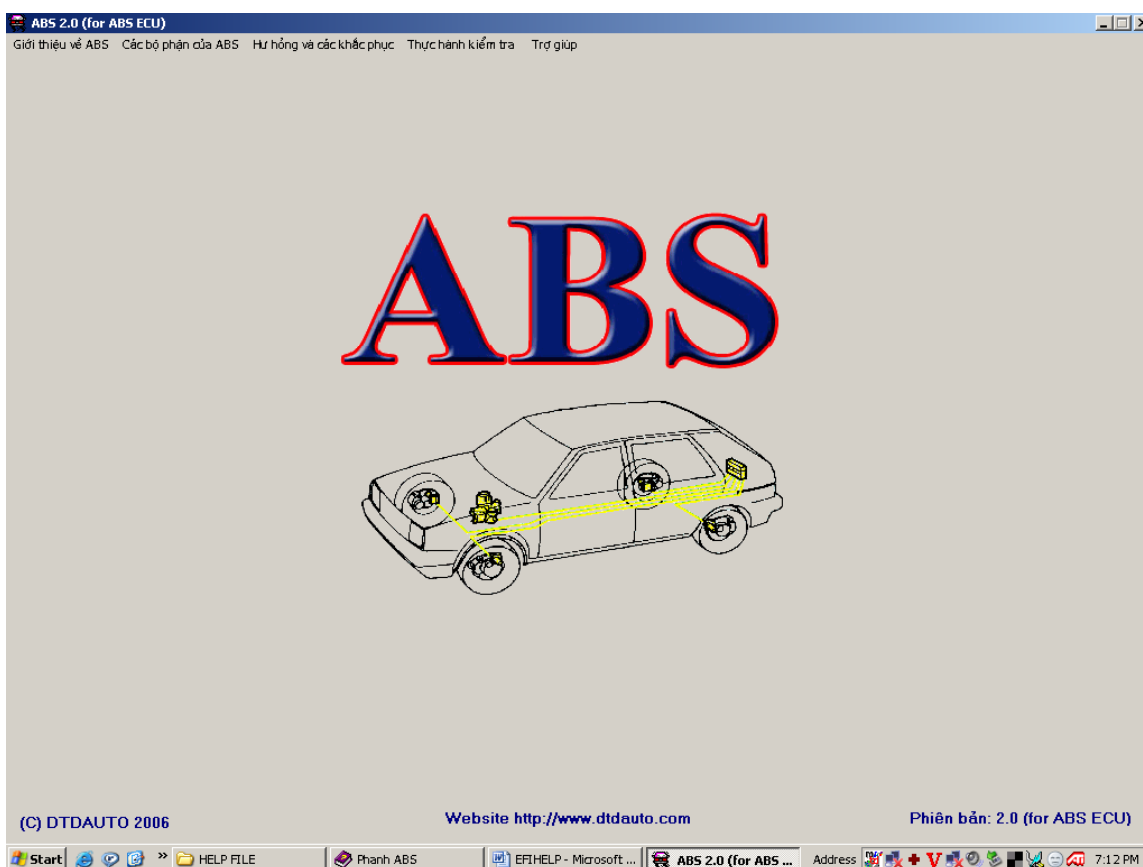 ABS 2.0 (for ABS ECU)
Giới thiệu về ABS Các bộ phận của ABS Hư hỏng và các khắc phục Thực hành kiểm tra Trợ giúp
ABS
(C) DTDAUTO 2006 Website http://www.dtdauto.com Phiên bản: 2.0 (for ABS ECU)
Start » HELP FILE Phanh ABS EFIHELP - Microsoft ... ABS 2.0 (for ABS ... Address 7:12 PM